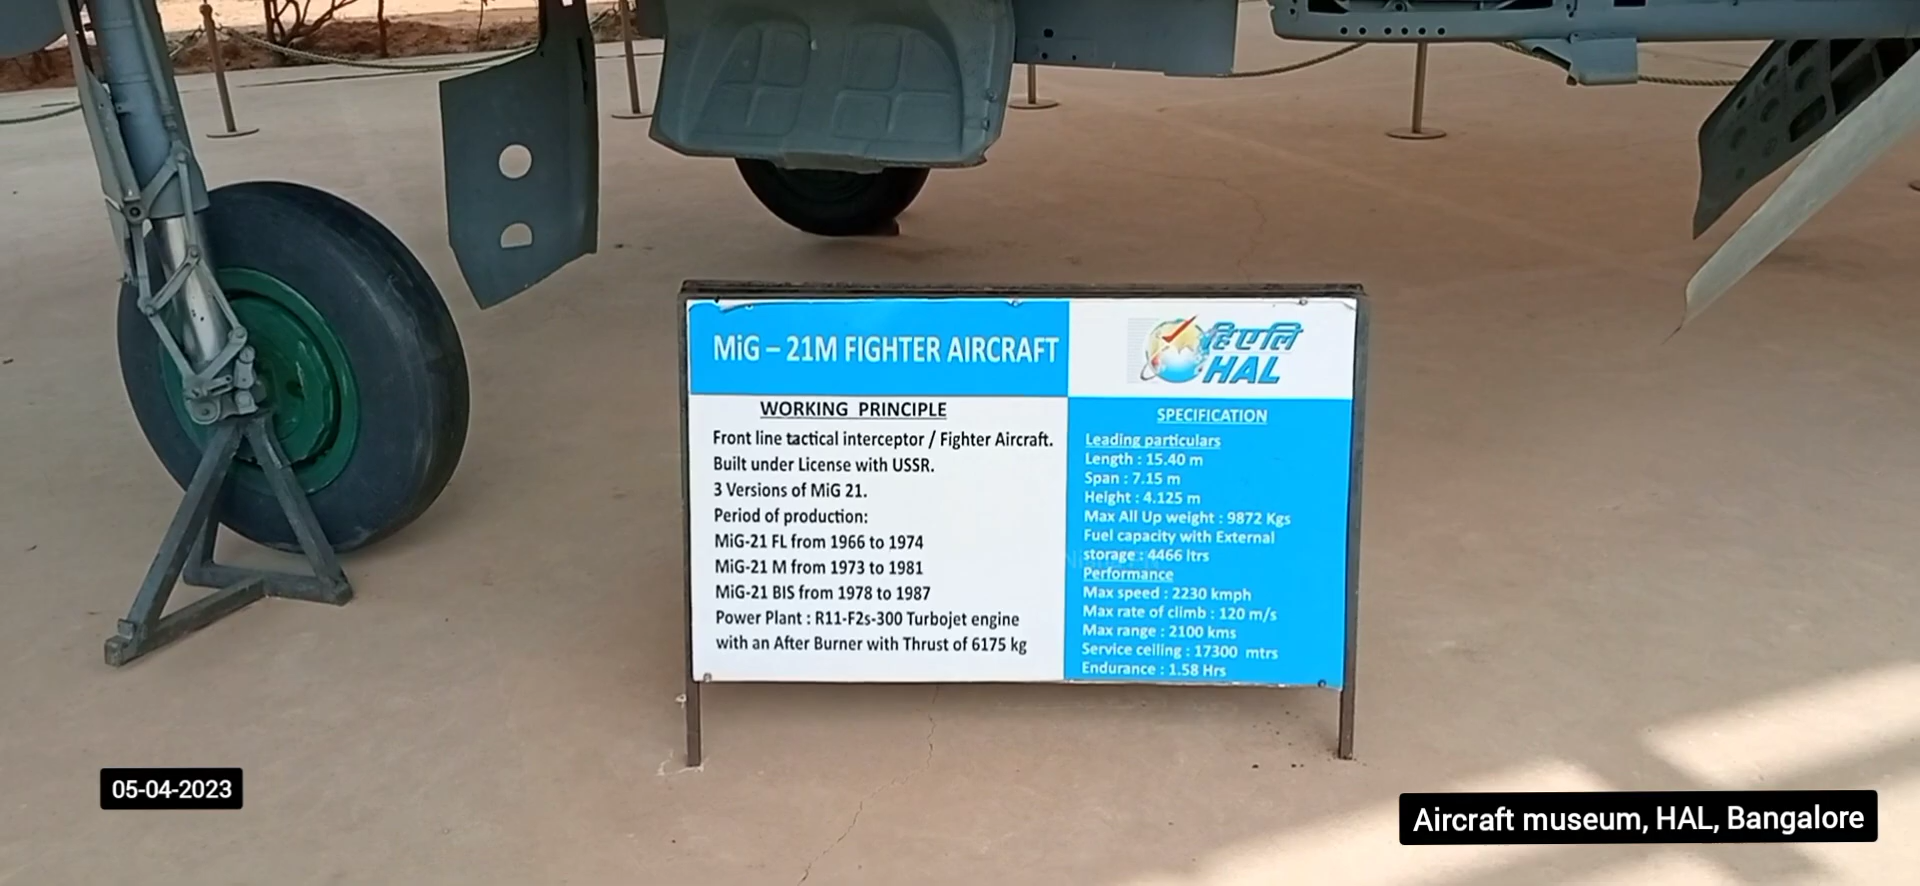 MiG – 21M FIGHTER AIRCRAFT
हिएलि
HAL
WORKING PRINCIPLE
Front line tactical interceptor / Fighter Aircraft.
Built under License with USSR.
3 Versions of MiG 21.
Period of production:
MiG-21 FL from 1966 to 1974
MiG-21 M from 1973 to 1981
MiG-21 BIS from 1978 to 1987
Power Plant : R11-F2s-300 Turbojet engine
with an After Burner with Thrust of 6175 kg
SPECIFICATION
Leading particulars
Length : 15.40 m
Span : 7.15 m
Height : 4.125 m
Max All Up weight : 9872 Kgs
Fuel capacity with External
storage : 4466 ltrs
Performance
Max speed : 2230 kmph
Max rate of climb : 120 m/s
Max range : 2100 kms
Service ceiling : 17300 mtrs
Endurance : 1.58 Hrs
05-04-2023
Aircraft museum, HAL, Bangalore